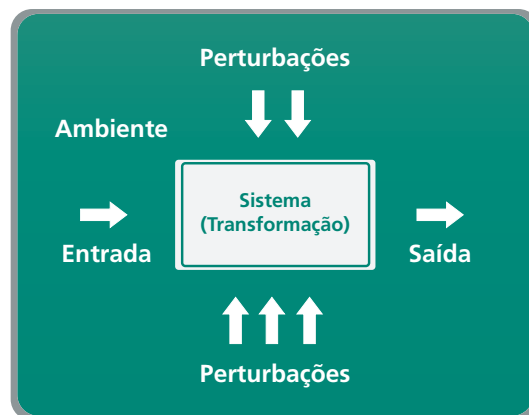 Perturbações
Ambiente
Sistema
(Transformação)
Entrada
Saída
Perturbações